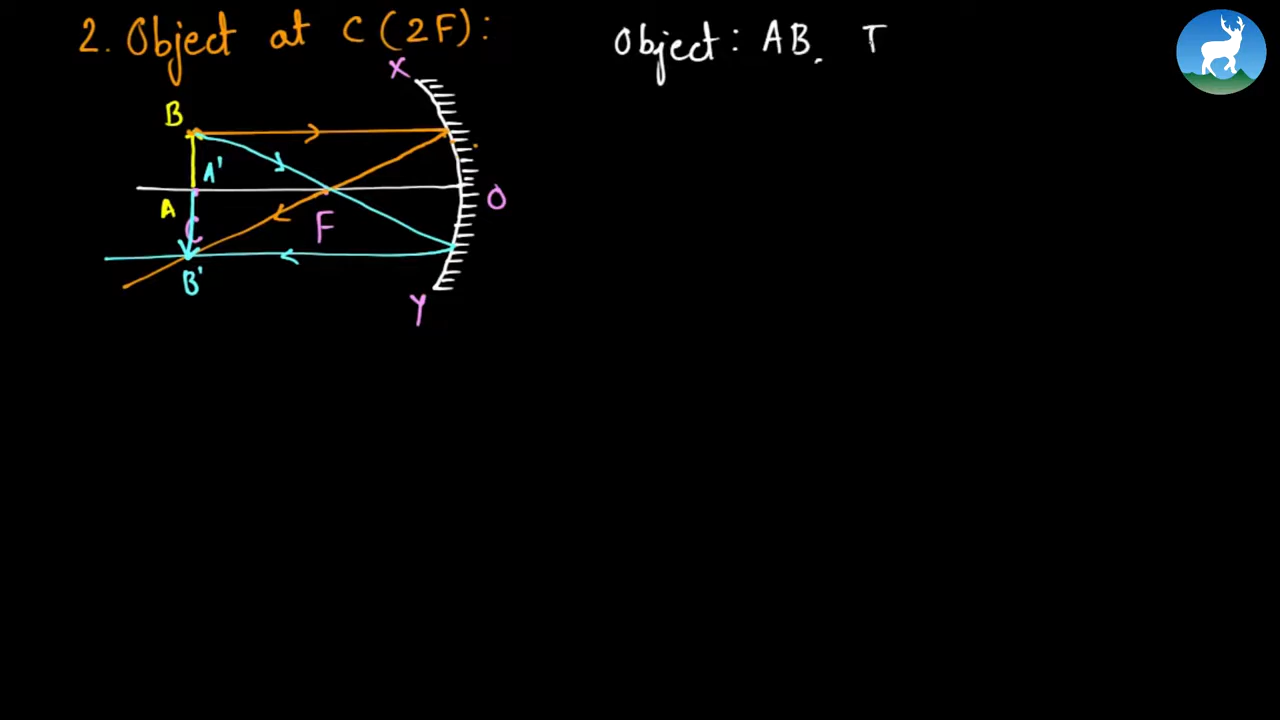 2. Object at C (2F):
Object: AB. T
X
B
A'
A
O
C
F
B'
Y